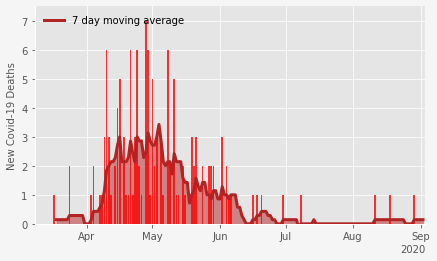 7 day moving average
New Covid-19 Deaths
7
6
5
4
3
2
1
0
Apr
May
Jun
Jul
Aug
Sep
2020